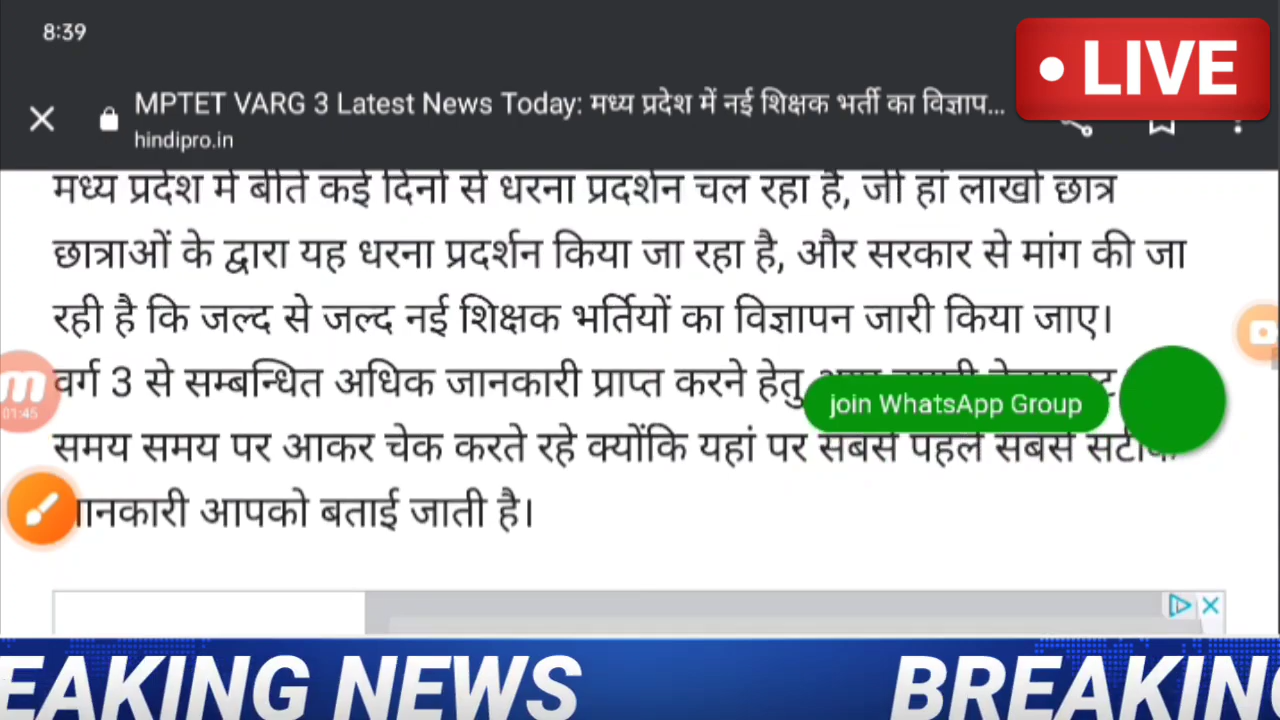 8:39
LIVE
MPTET VARG 3 Latest News Today: मध्य प्रदेश में नई शिक्षक भर्ती का विज्ञाप...
hindipro.in
मध्य प्रदेश में बीते कई दिनों से धरना प्रदर्शन चल रहा है, जी हां लाखों छात्र
छात्राओं के द्वारा यह धरना प्रदर्शन किया जा रहा है, और सरकार से मांग की जा
रही है कि जल्द से जल्द नई शिक्षक भर्तियों का विज्ञापन जारी किया जाए।
वर्ग 3 से सम्बन्धित अधिक जानकारी प्राप्त करने हेतु
join WhatsApp Group
01:45
समय समय पर आकर चेक करते रहे क्योंकि यहां पर सबसे पहले सबसे
ानकारी आपको बताई जाती है।
EAKING NEWS BREAKING